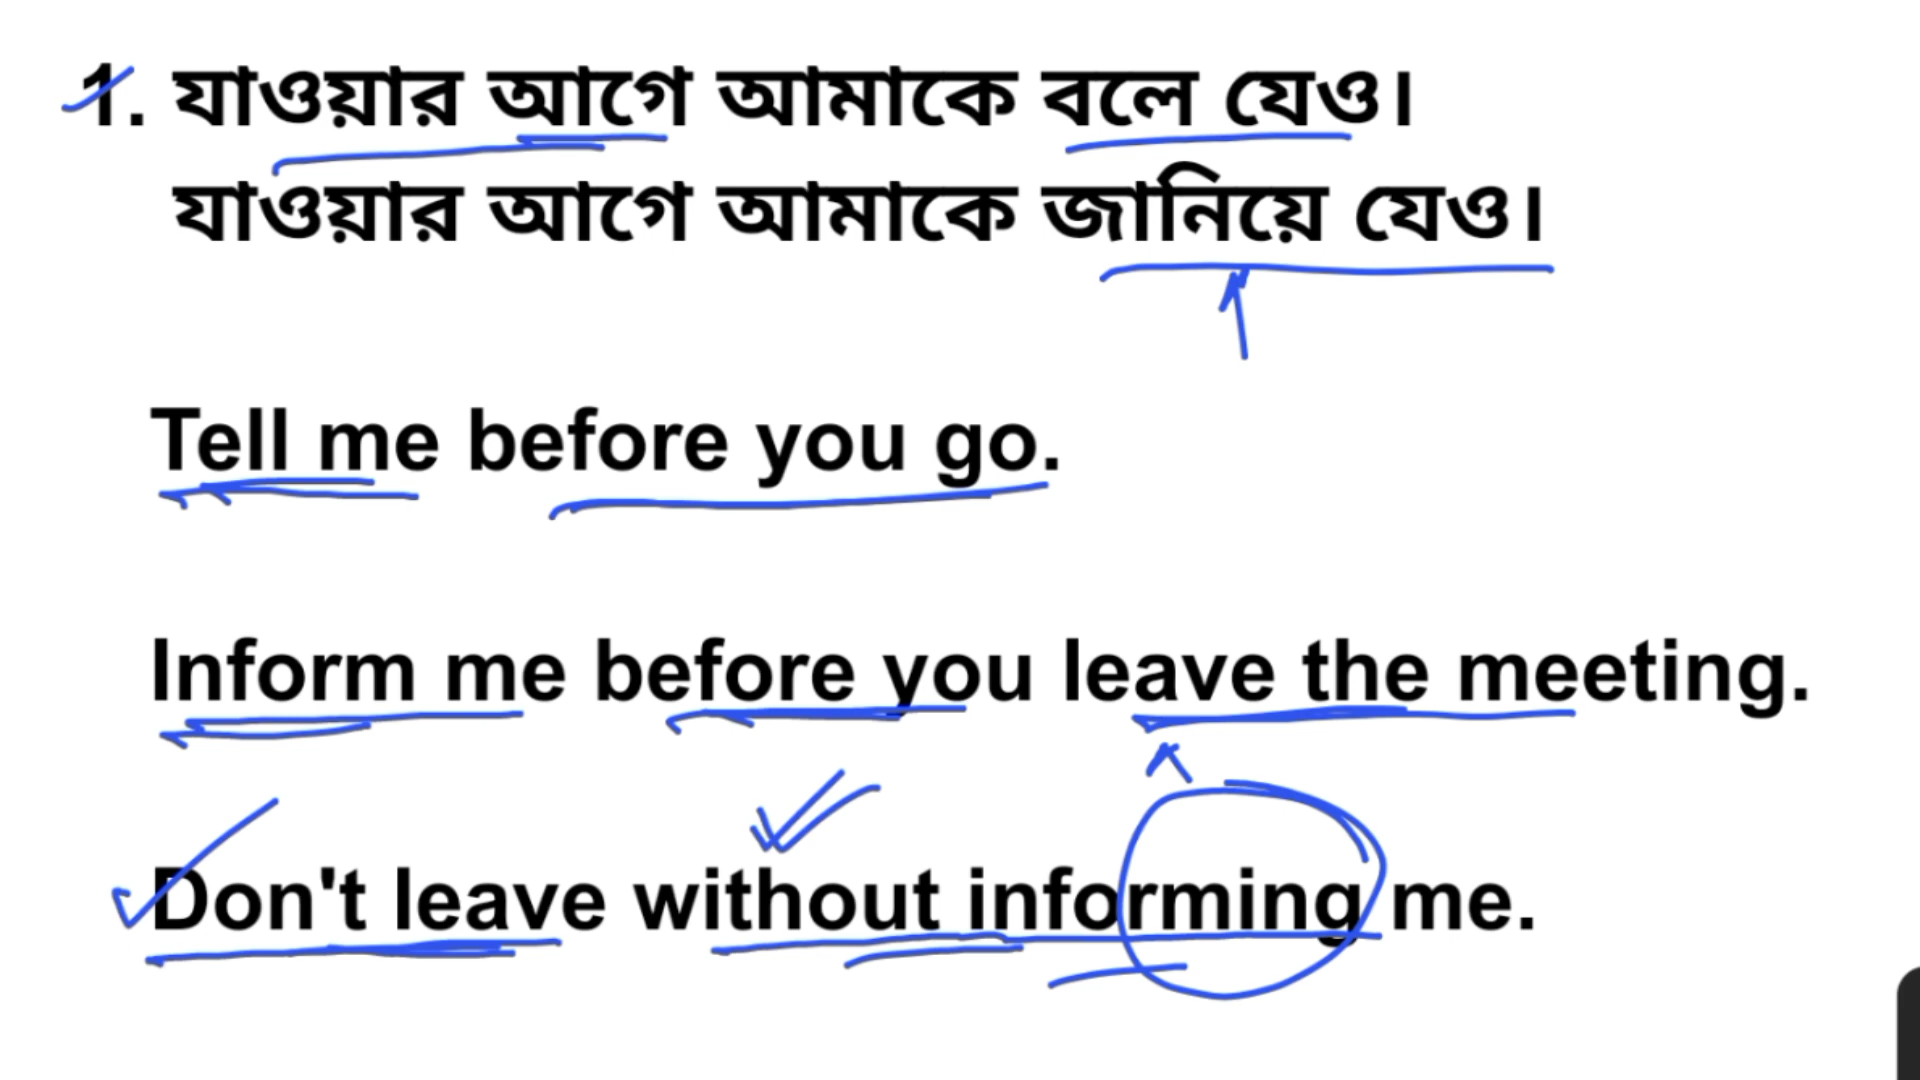 1. যাওয়ার আগে আমাকে বলে যেও।
যাওয়ার আগে আমাকে জানিয়ে যেও।
Tell me before you go.
Inform me before you leave the meeting.
Don't leave without informing me.